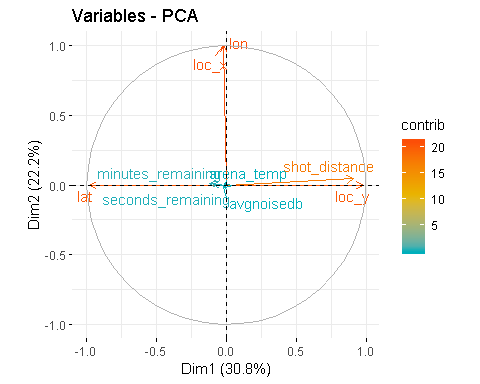 Variables - PCA
1.0
0.5
0.0
-0.5
-1.0
Dim2 (22.2%)
lon
loc_x
minutes_remaining
arena_temp
shot_distance
lat
seconds_remaining
avgnoisedb
loc_y
-1.0
-0.5
0.0
0.5
1.0
Dim1 (30.8%)
contrib
20
15
10
5